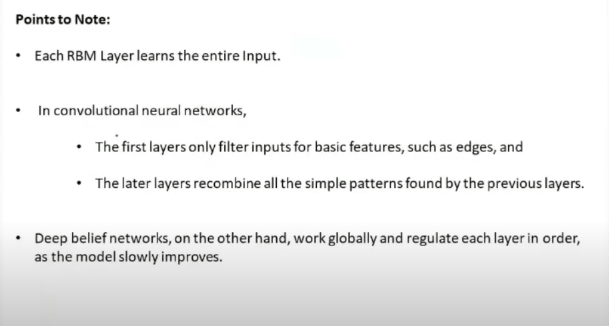 Points to Note:
• Each RBM Layer learns the entire Input.
• In convolutional neural networks,
• The first layers only filter inputs for basic features, such as edges, and
• The later layers recombine all the simple patterns found by the previous layers.
• Deep belief networks, on the other hand, work globally and regulate each layer in order,
as the model slowly improves.